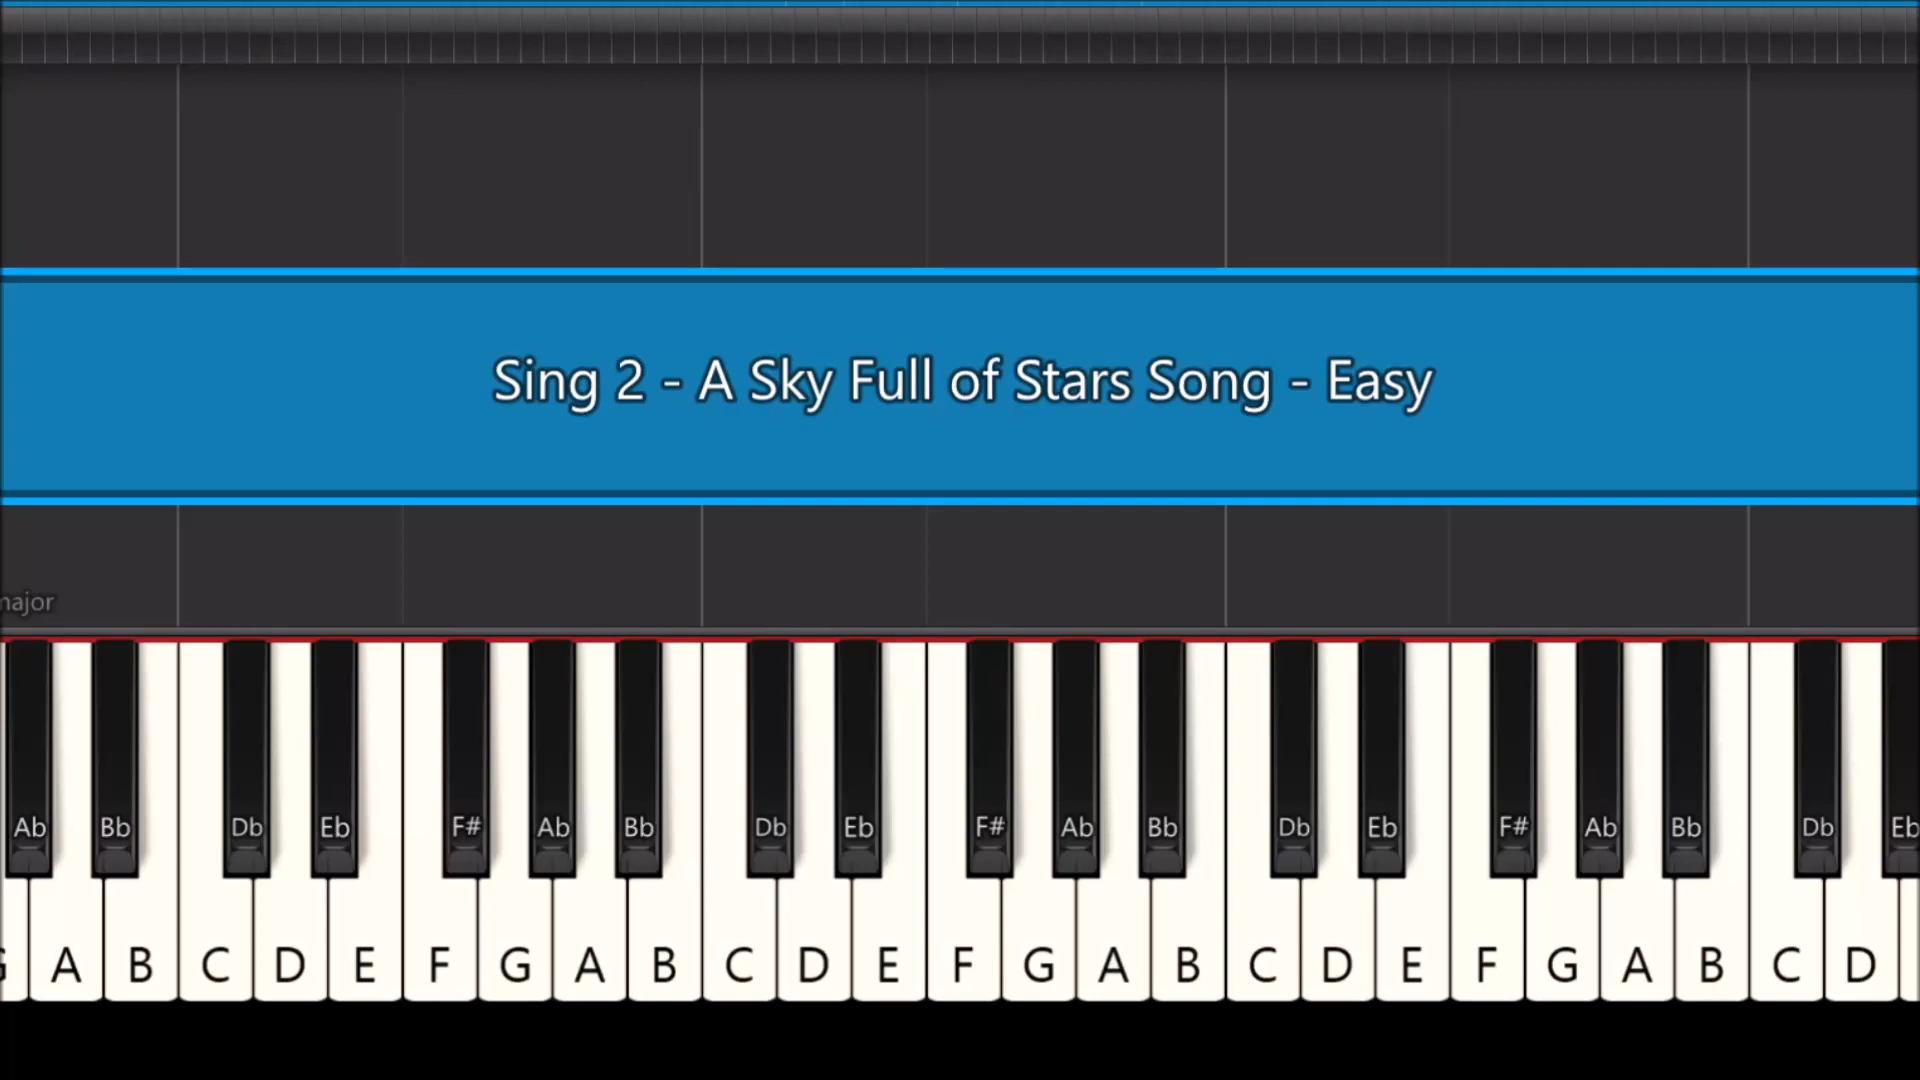 Sing 2 - A Sky Full of Stars Song - Easy
major
Ab Bb Db Eb F# Ab Bb Db Eb F# Ab Bb Db Eb F# Ab Bb Db Eb
G A B C D E F G A B C D E F G A B C D E F G A B C D